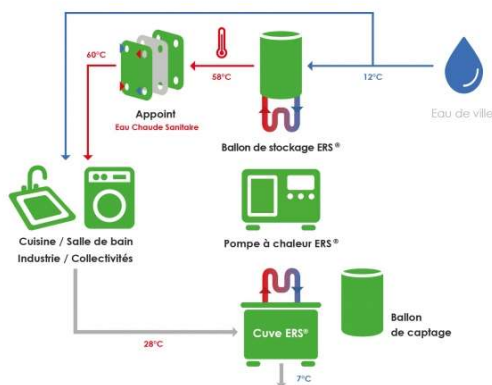 60°C
58°C
12°C
Appoint
Eau Chaude Sanitaire
Eau de ville
Ballon de stockage ERS®
Cuisine / Salle de bain
Industrie / Collectivités
Pompe à chaleur ERS®
Cuve ERS®
Ballon
de captage
28°C
7°C